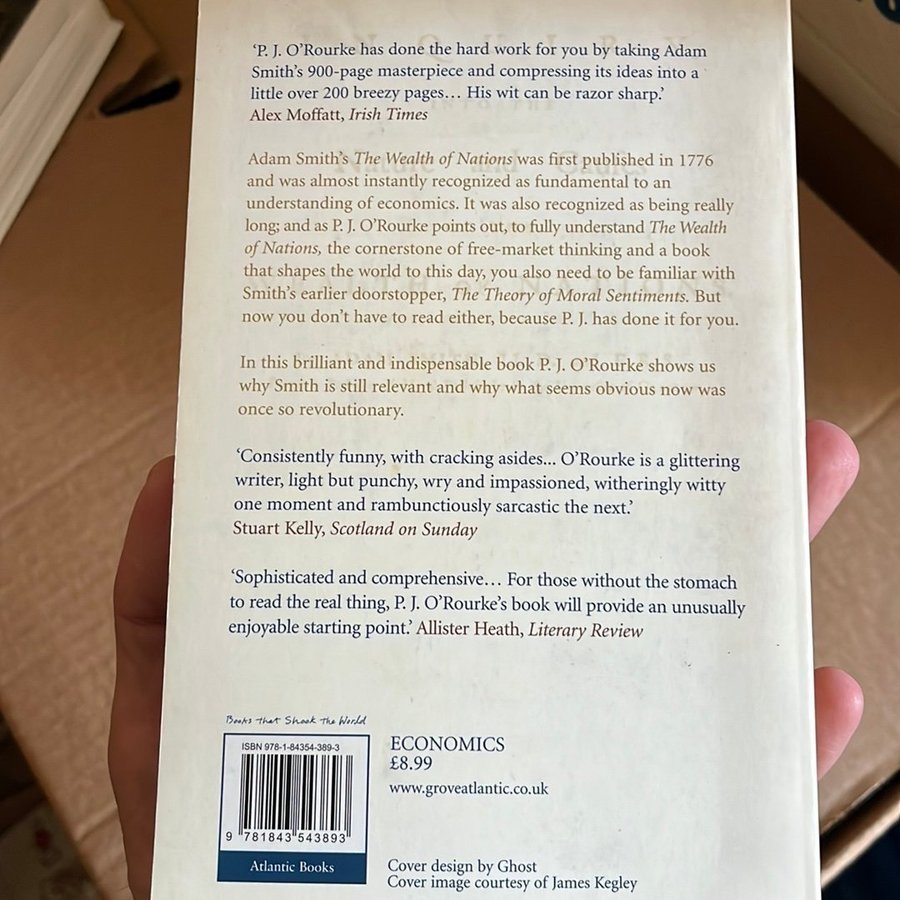 ‘P. J. O’Rourke has done the hard work for you by taking Adam
Smith’s 900-page masterpiece and compressing its ideas into a
little over 200 breezy pages… His wit can be razor sharp.’
Alex Moffatt, Irish Times
Adam Smith’s The Wealth of Nations was first published in 1776
and was almost instantly recognized as fundamental to an
understanding of economics. It was also recognized as being really
long; and as P. J. O’Rourke points out, to fully understand The Wealth
of Nations, the cornerstone of free-market thinking and a book
that shapes the world to this day, you also need to be familiar with
Smith’s earlier doorstopper, The Theory of Moral Sentiments. But
now you don’t have to read either, because P. J. has done it for you.
In this brilliant and indispensable book P. J. O’Rourke shows us
why Smith is still relevant and why what seems obvious now was
once so revolutionary.
‘Consistently funny, with cracking asides... O’Rourke is a glittering
writer, light but punchy, wry and impassioned, witheringly witty
one moment and rambunctiously sarcastic the next.’
Stuart Kelly, Scotland on Sunday
‘Sophisticated and comprehensive… For those without the stomach
to read the real thing, P. J. O’Rourke’s book will provide an unusually
enjoyable starting point.’ Allister Heath, Literary Review
Books that Shook the World
ISBN 978-1-84354-389-3
9 781843 543893
Atlantic Books
ECONOMICS
£8.99
www.groveatlantic.co.uk
Cover design by Ghost
Cover image courtesy of James Kegley